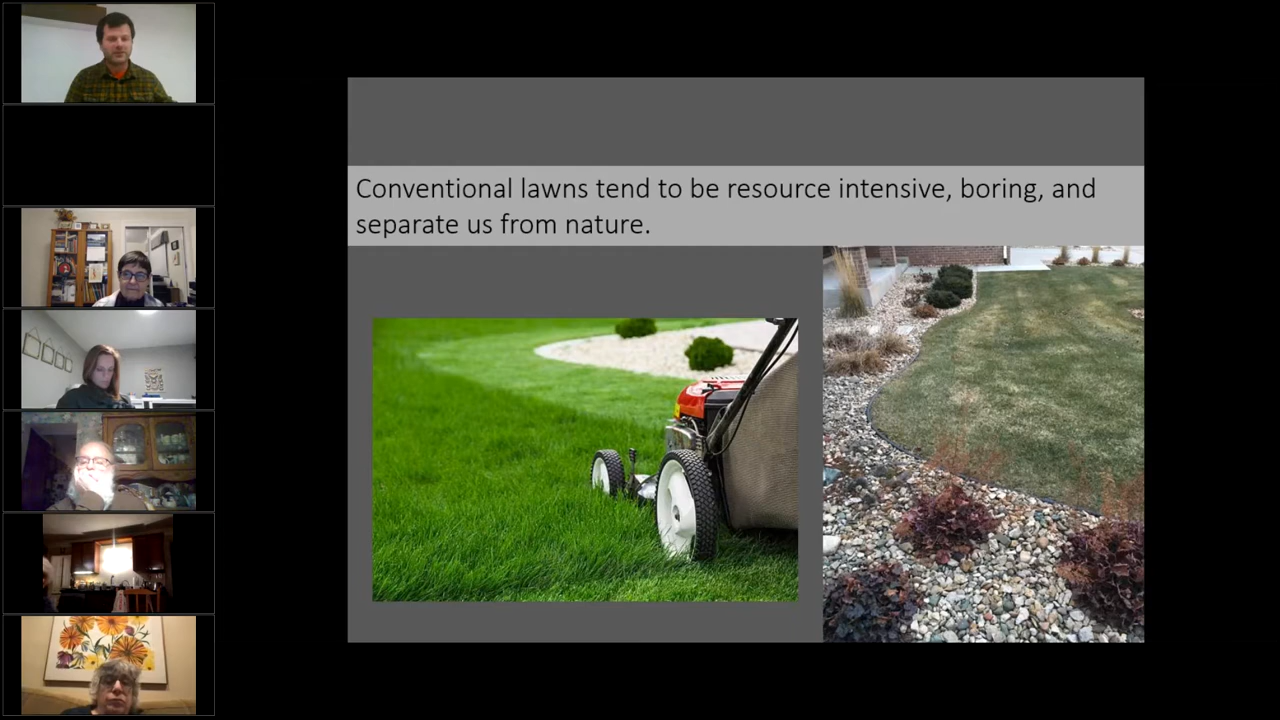 Conventional lawns tend to be resource intensive, boring, and
separate us from nature.